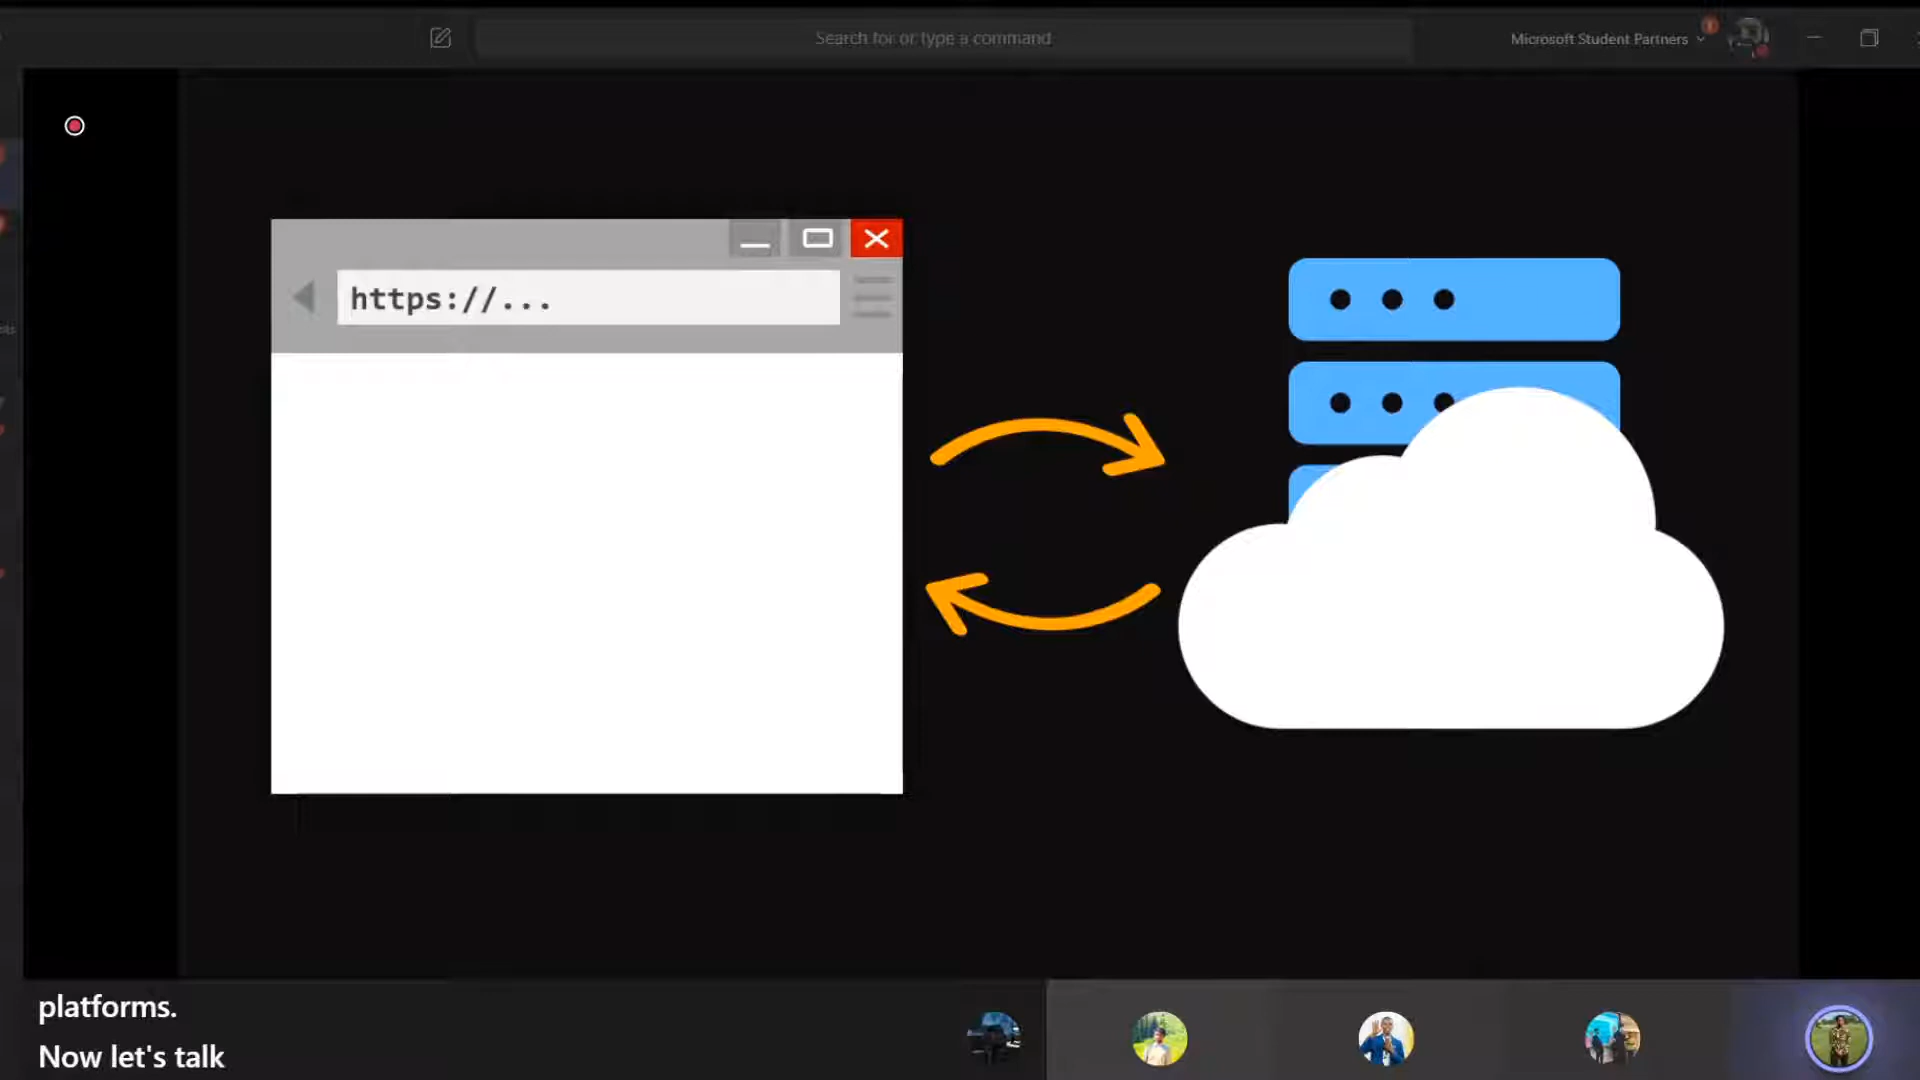 Search for or type a command
Microsoft Student Partners
https://...
platforms.
Now let's talk